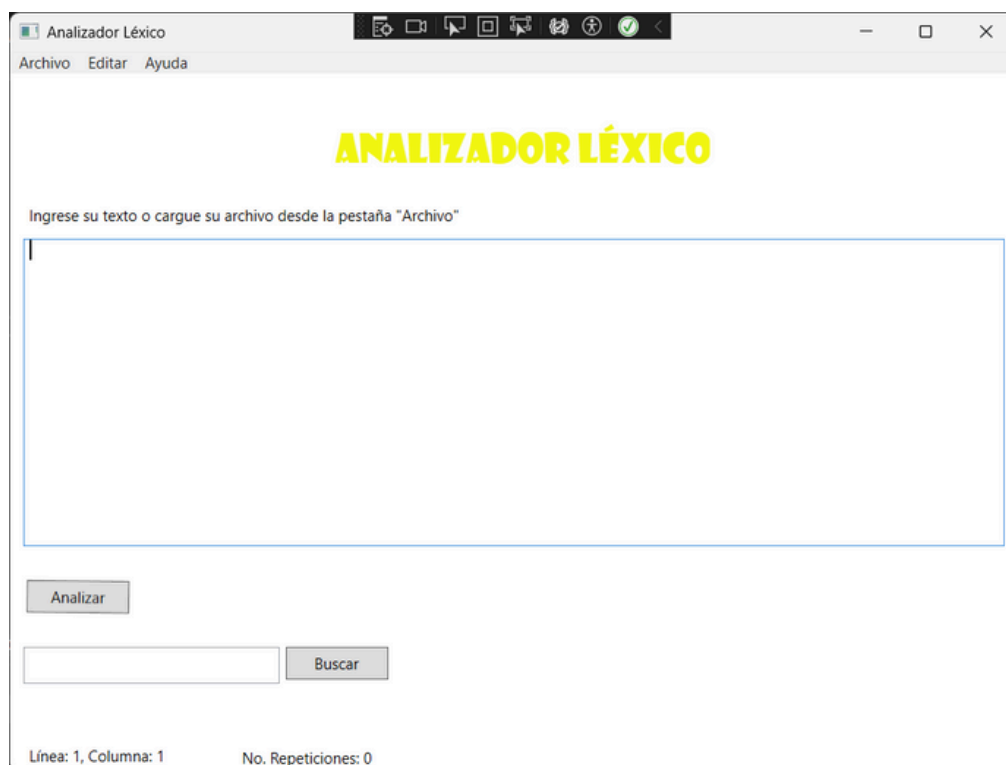 Analizador Léxico
Archivo Editar Ayuda
ANALIZADOR LÉXICO
Ingrese su texto o cargue su archivo desde la pestaña "Archivo"
Analizar
Buscar
Línea: 1, Columna: 1 No. Repeticiones: 0